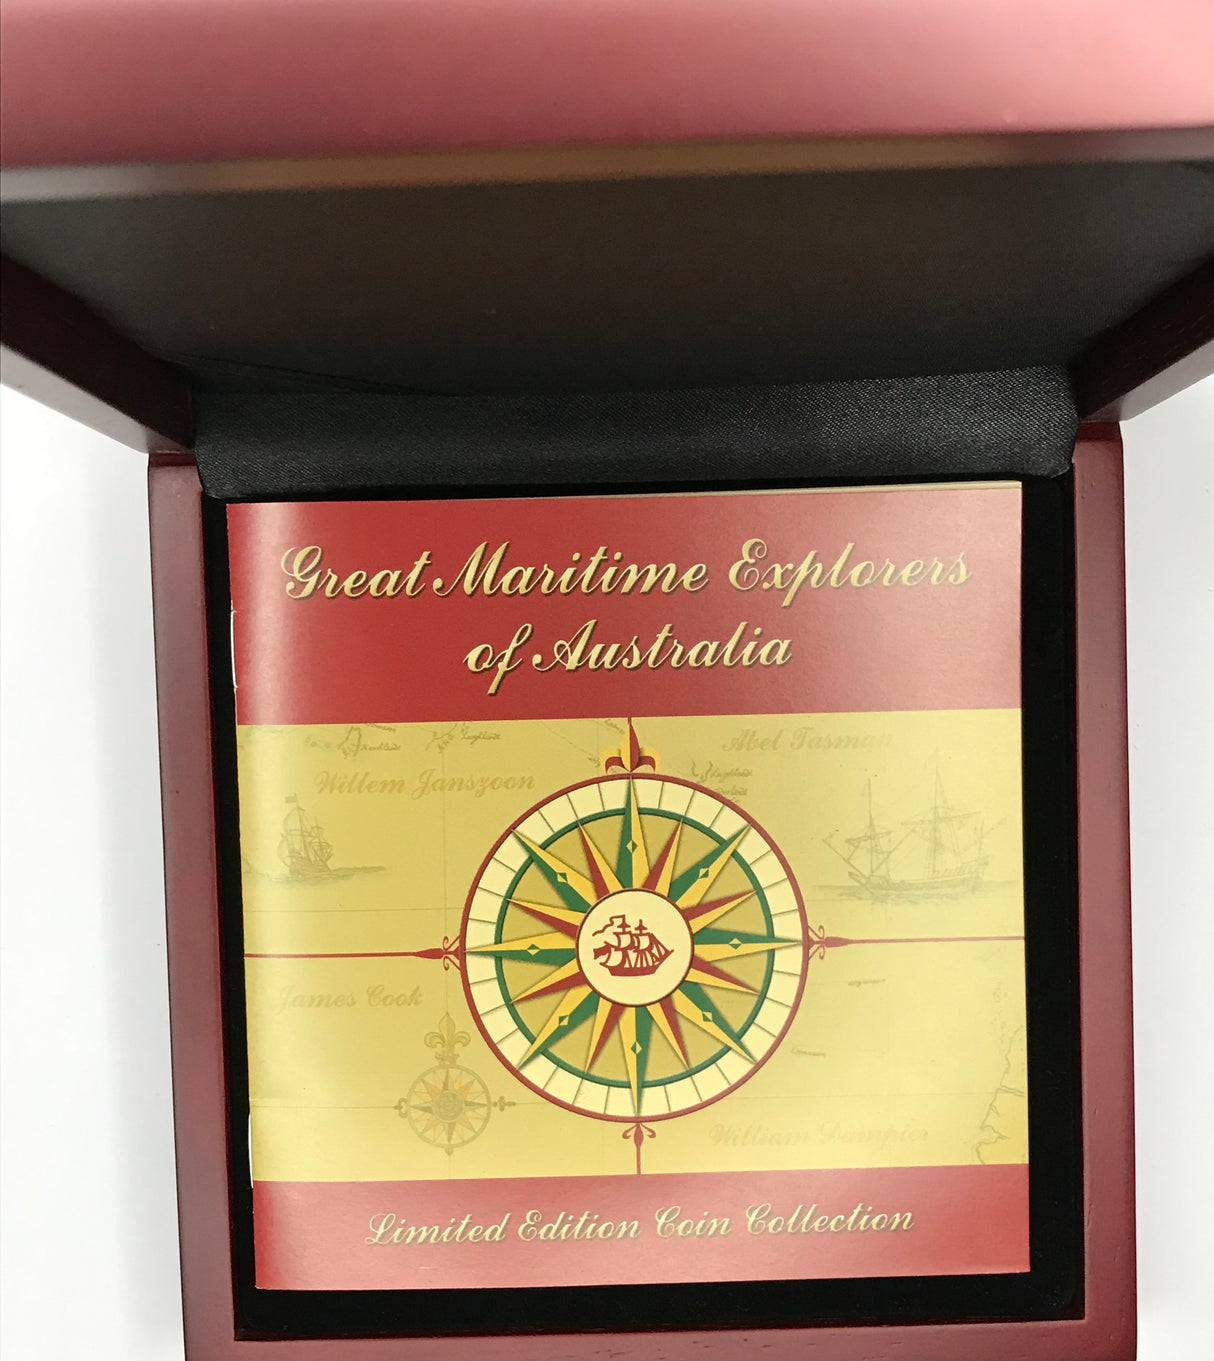 Great Maritime Explorers
of Australia
Abel Tasman
Willem Janszoon
James Cook
William Dampier
Limited Edition Coin Collection